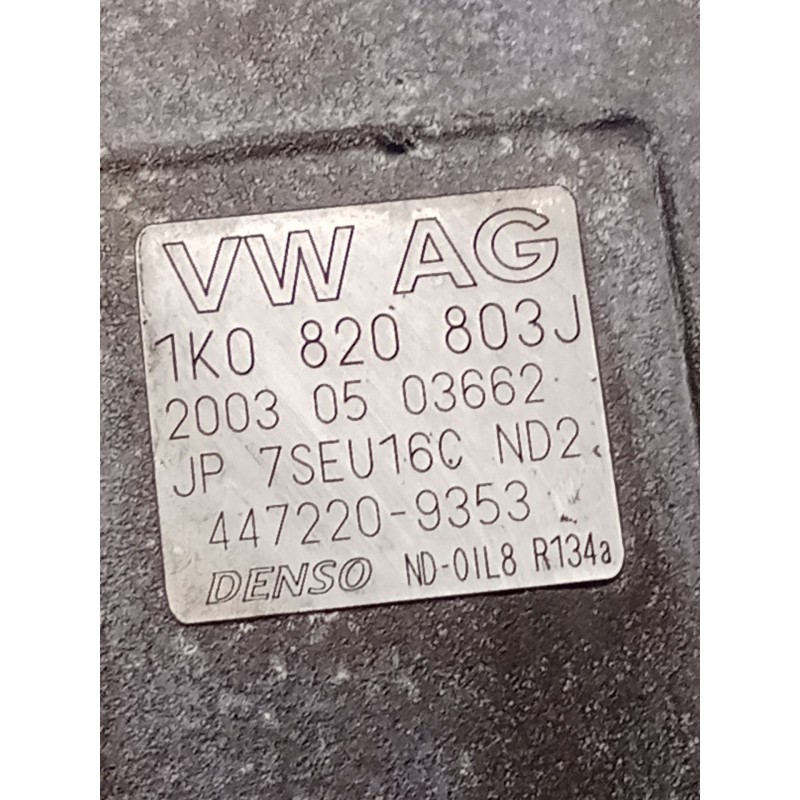 VW AG
1K0 820 803J
2003 05 03662
JP 7SEU16C ND2
447220-9353
DENSO ND-OIL8 R134a